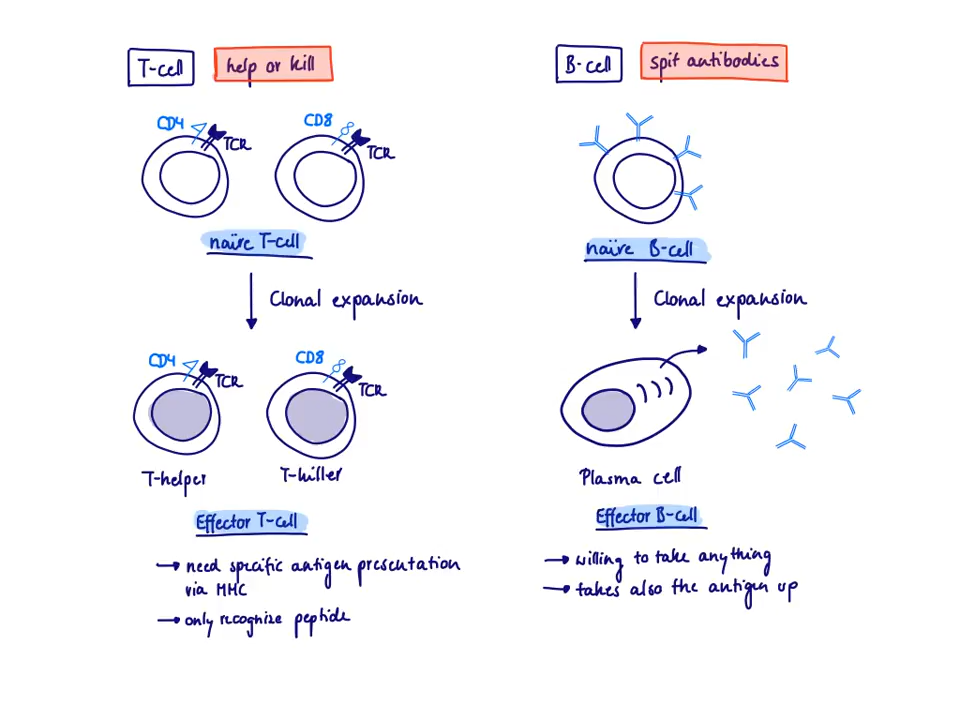 T-cell
help or kill
CD4
TCR
CD8
TCR
naïve T-cell
Clonal expansion
CD4
TCR
CD8
TCR
T-helper
T-killer
Effector T-cell
→ need specific antigen presentation
via MHC
→ only recognize peptide
B-cell
spit antibodies
naïve B-cell
Clonal expansion
Plasma cell
Effector B-cell
→ willing to take anything
→ takes also the antigen up